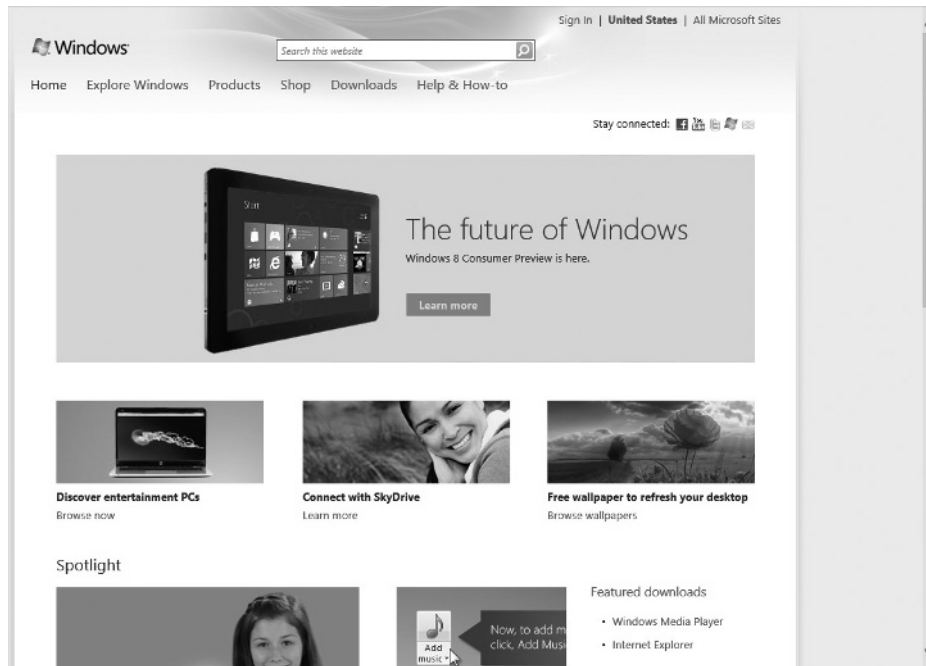 Sign In | United States | All Microsoft Sites
Windows
Search this website
Home Explore Windows Products Shop Downloads Help & How-to
Stay connected:
Start
The future of Windows
Windows 8 Consumer Preview is here.
Learn more
Discover entertainment PCs
Browse now
Connect with SkyDrive
Learn more
Free wallpaper to refresh your desktop
Browse wallpapers
Spotlight
Add
music
Now, to add m
click, Add Musi
Featured downloads
• Windows Media Player
• Internet Explorer